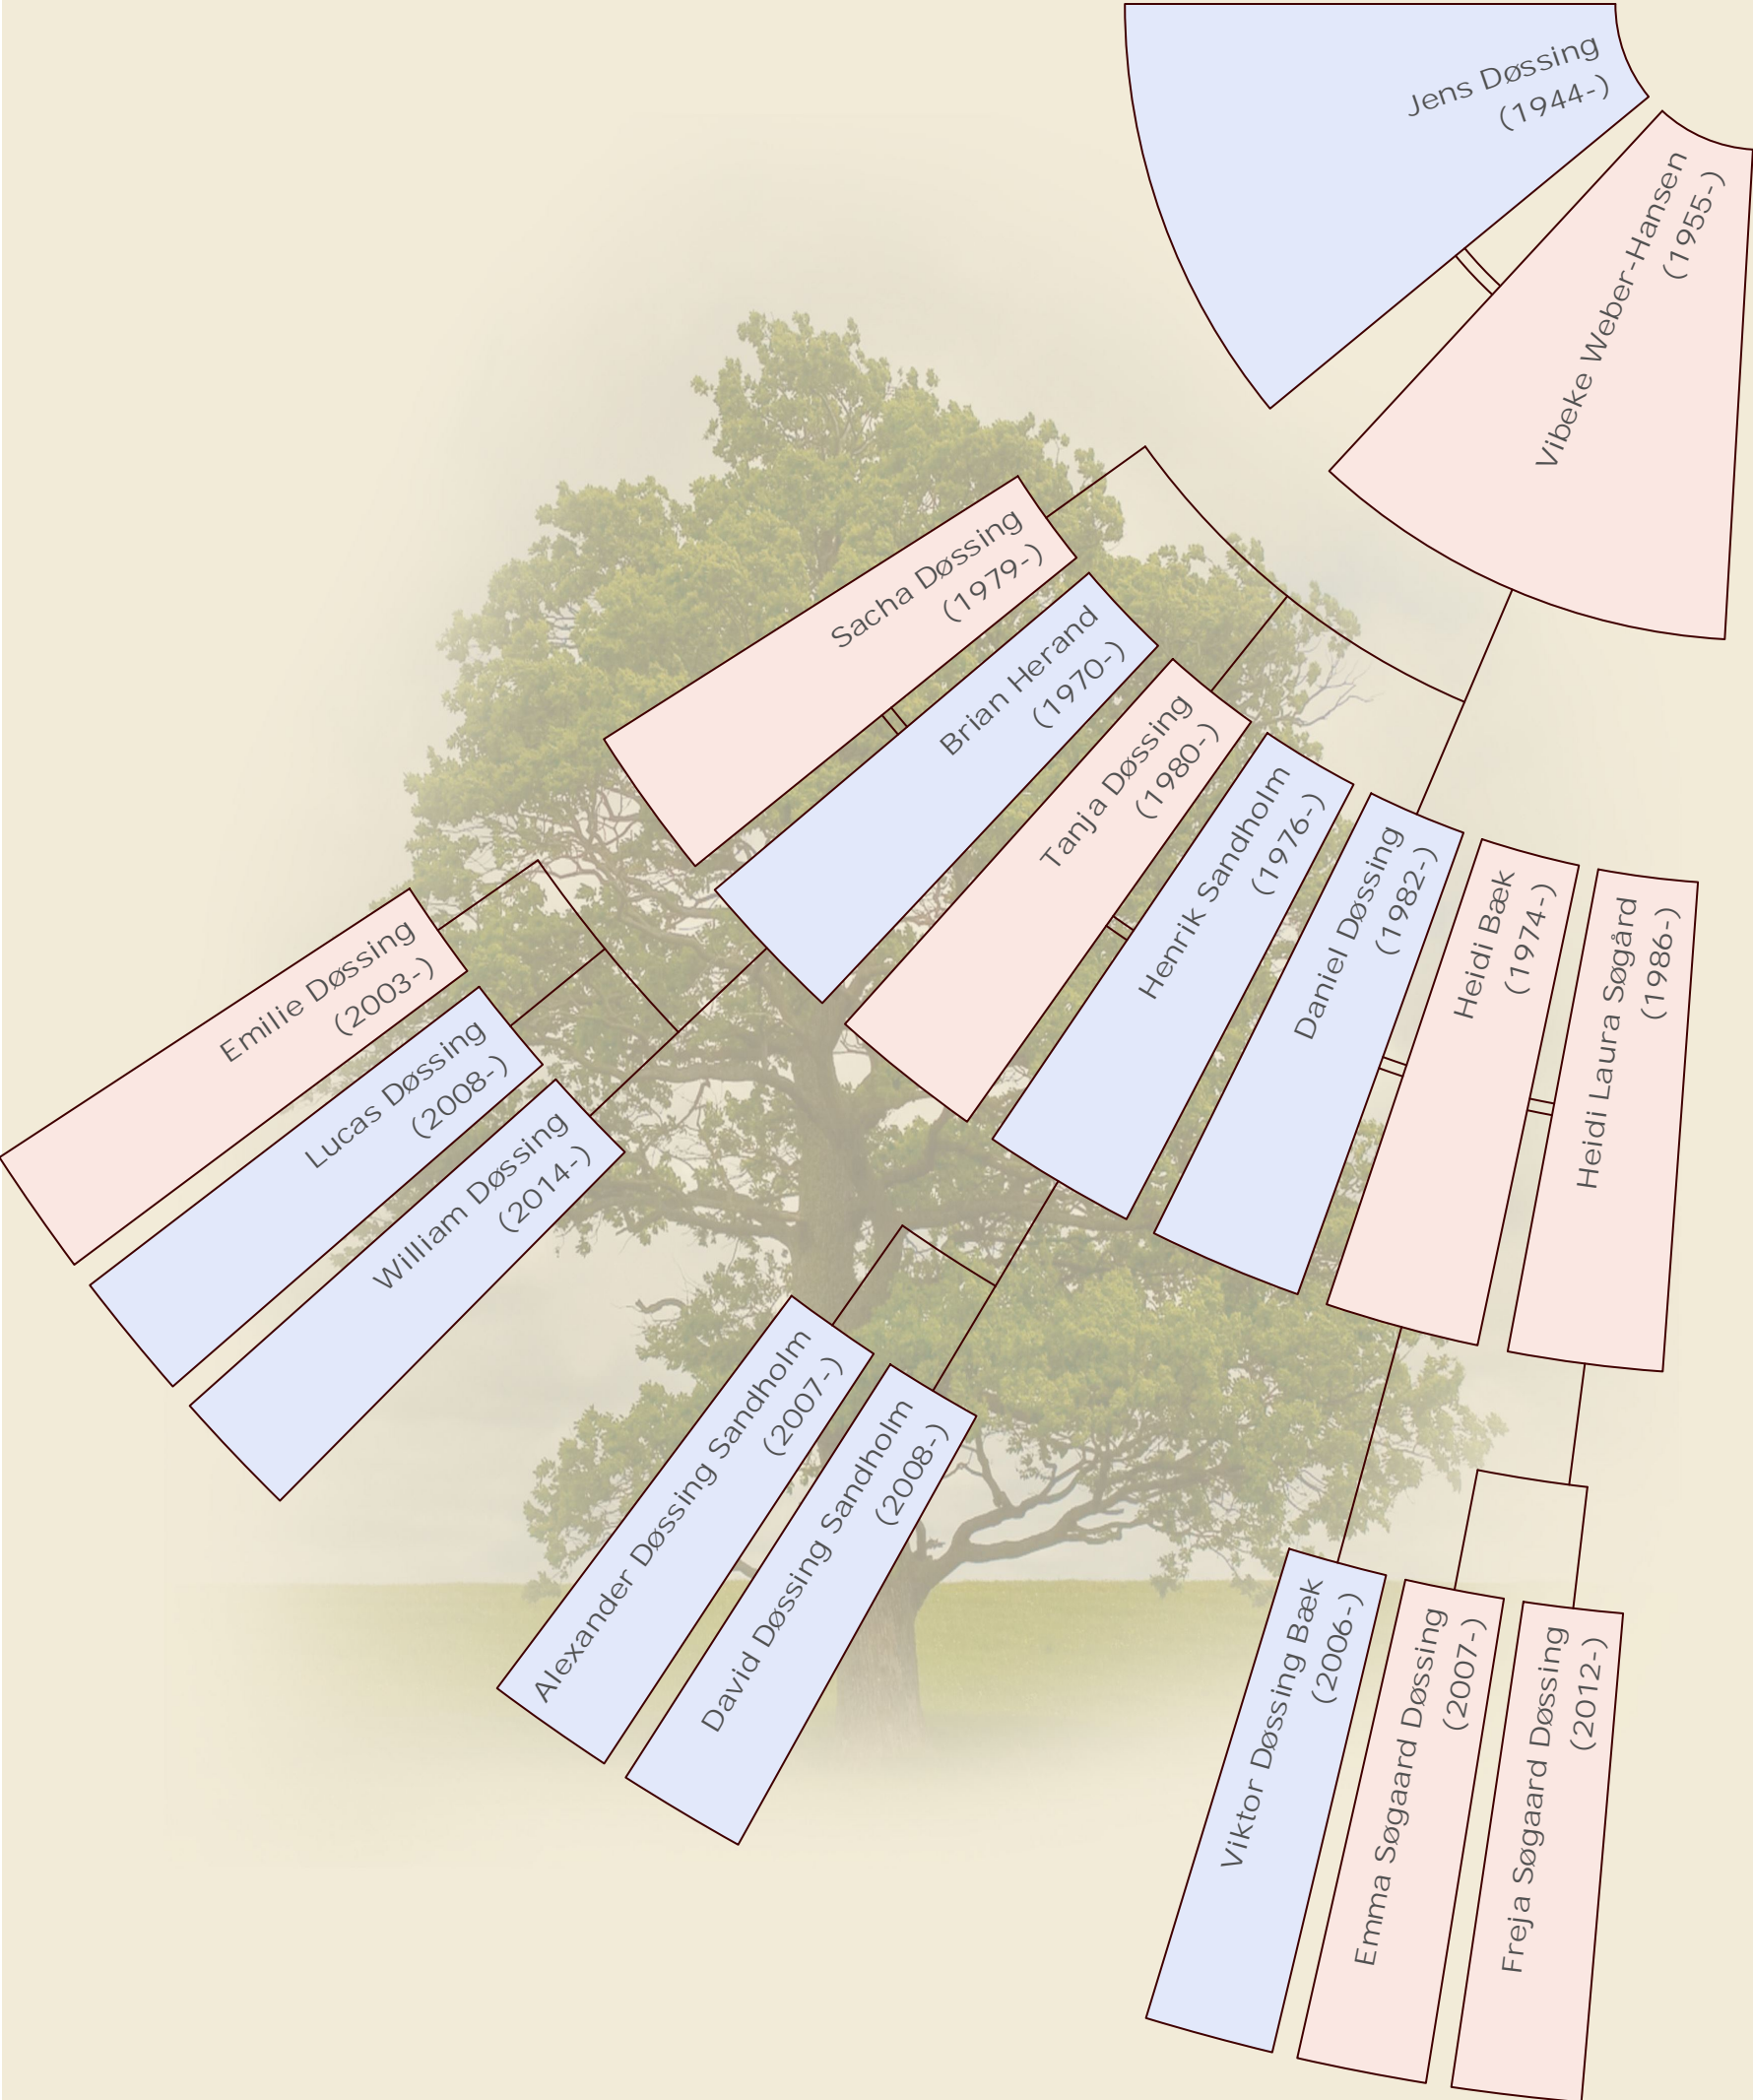 Jens Døssing
(1944-)
Vibeke Weber-Hansen
(1955-)
Sacha Døssing
(1979-)
Brian Herand
(1970-)
Tanja Døssing
(1980-)
Henrik Sandholm
(1976-)
Daniel Døssing
(1982-)
Heidi Bæk
(1974-)
Heidi Laura Søgård
(1986-)
Emilie Døssing
(2003-)
Lucas Døssing
(2008-)
William Døssing
(2014-)
Alexander Døssing Sandholm
(2007-)
David Døssing Sandholm
(2008-)
Viktor Døssing Bæk
(2006-)
Emma Søgaard Døssing
(2007-)
Freja Søgaard Døssing
(2012-)